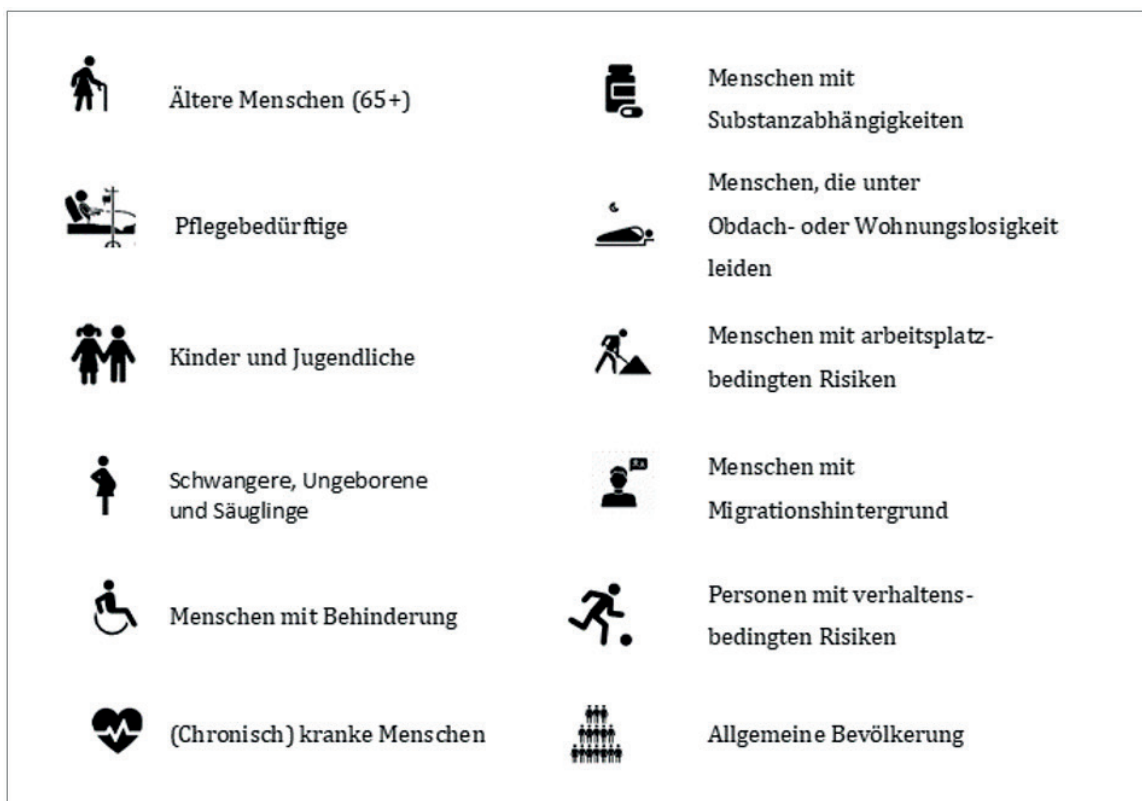 Ältere Menschen (65+)
Pflegebedürftige
Kinder und Jugendliche
Schwangere, Ungeborene
und Säuglinge
Menschen mit Behinderung
(Chronisch) kranke Menschen
Menschen mit
Substanzabhängigkeiten
Menschen, die unter
Obdach- oder Wohnungslosigkeit
leiden
Menschen mit arbeitsplatz-
bedingten Risiken
Rx
Menschen mit
Migrationshintergrund
Personen mit verhaltens-
bedingten Risiken
Allgemeine Bevölkerung